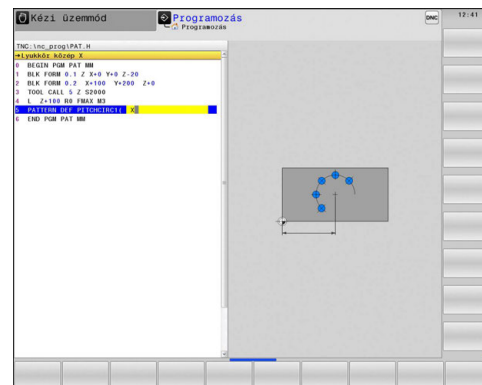 Kézi üzemmód
Programozás
Programozás
DNC
12:41
TNC:\nc_prog\PAT.H
→Lyukkör közép X
0 BEGIN PGM PAT MM
1 BLK FORM 0.1 Z X+0 Y+0 Z-20
2 BLK FORM 0.2 X+100 Y+200 Z+0
3 TOOL CALL 5 Z S2000
4 L Z+100 R0 FMAX M3
5 PATTERN DEF PITCHCIRC1( X
6 END PGM PAT MM